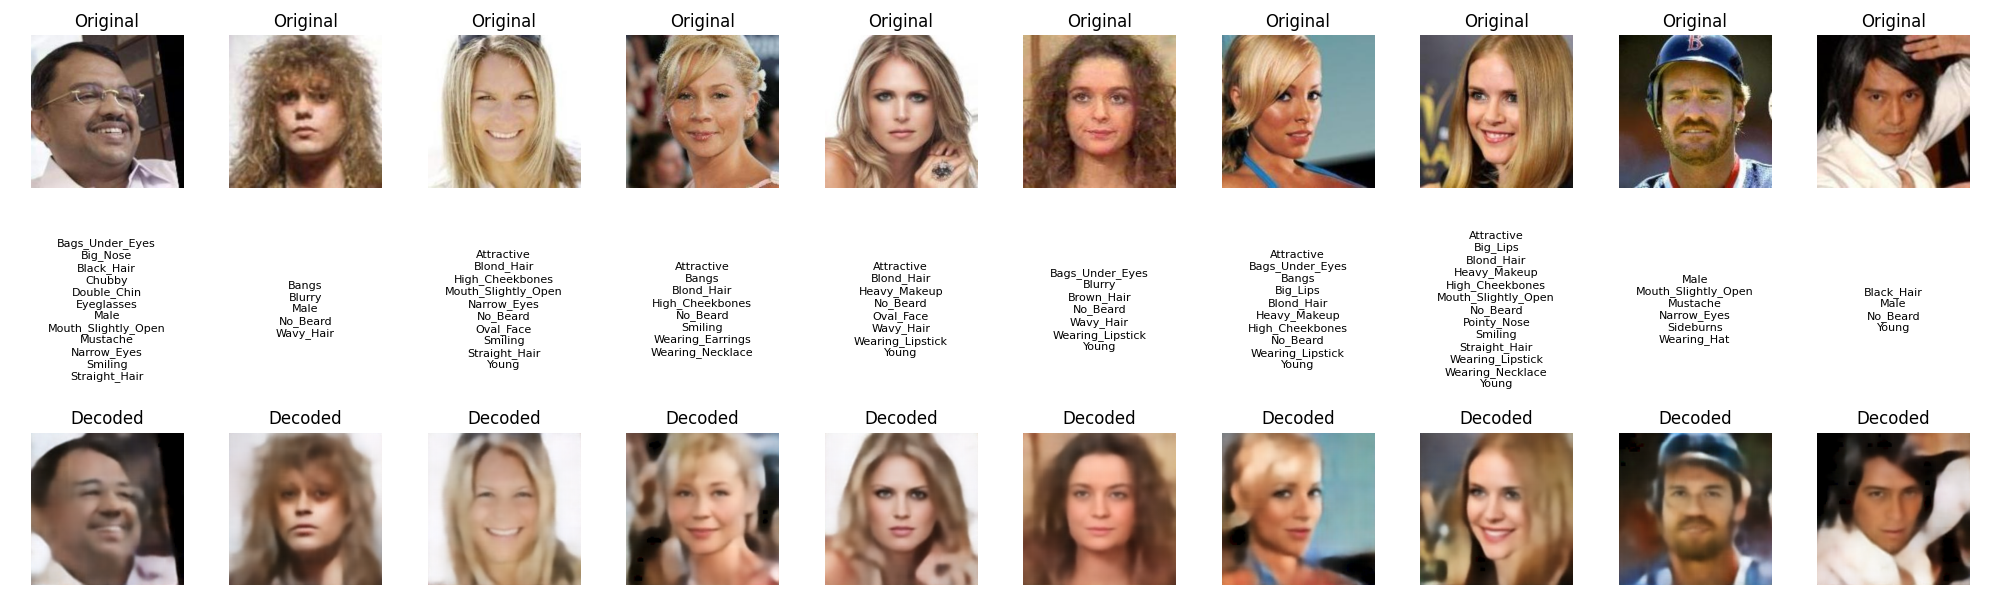 Original Original Original Original Original Original Original Original Original Original
Bags_Under_Eyes
Big_Nose
Black_Hair
Chubby
Double_Chin
Eyeglasses
Male
Mouth_Slightly_Open
Mustache
Narrow_Eyes
Smiling
Straight_Hair
Bangs
Blurry
Male
No_Beard
Wavy_Hair
Attractive
Blond_Hair
High_Cheekbones
Mouth_Slightly_Open
Narrow_Eyes
No_Beard
Oval_Face
Smiling
Straight_Hair
Young
Attractive
Bangs
Blond_Hair
High_Cheekbones
No_Beard
Smiling
Wearing_Earrings
Wearing_Necklace
Attractive
Blond_Hair
Heavy_Makeup
No_Beard
Oval_Face
Wavy_Hair
Wearing_Lipstick
Young
Bags_Under_Eyes
Blurry
Brown_Hair
No_Beard
Wavy_Hair
Wearing_Lipstick
Young
Attractive
Bags_Under_Eyes
Bangs
Big_Lips
Blond_Hair
Heavy_Makeup
High_Cheekbones
No_Beard
Wearing_Lipstick
Young
Attractive
Big_Lips
Blond_Hair
Heavy_Makeup
High_Cheekbones
Mouth_Slightly_Open
No_Beard
Pointy_Nose
Smiling
Straight_Hair
Wearing_Lipstick
Wearing_Necklace
Young
Male
Mouth_Slightly_Open
Mustache
Narrow_Eyes
Sideburns
Wearing_Hat
Black_Hair
Male
No_Beard
Young
Decoded Decoded Decoded Decoded Decoded Decoded Decoded Decoded Decoded Decoded